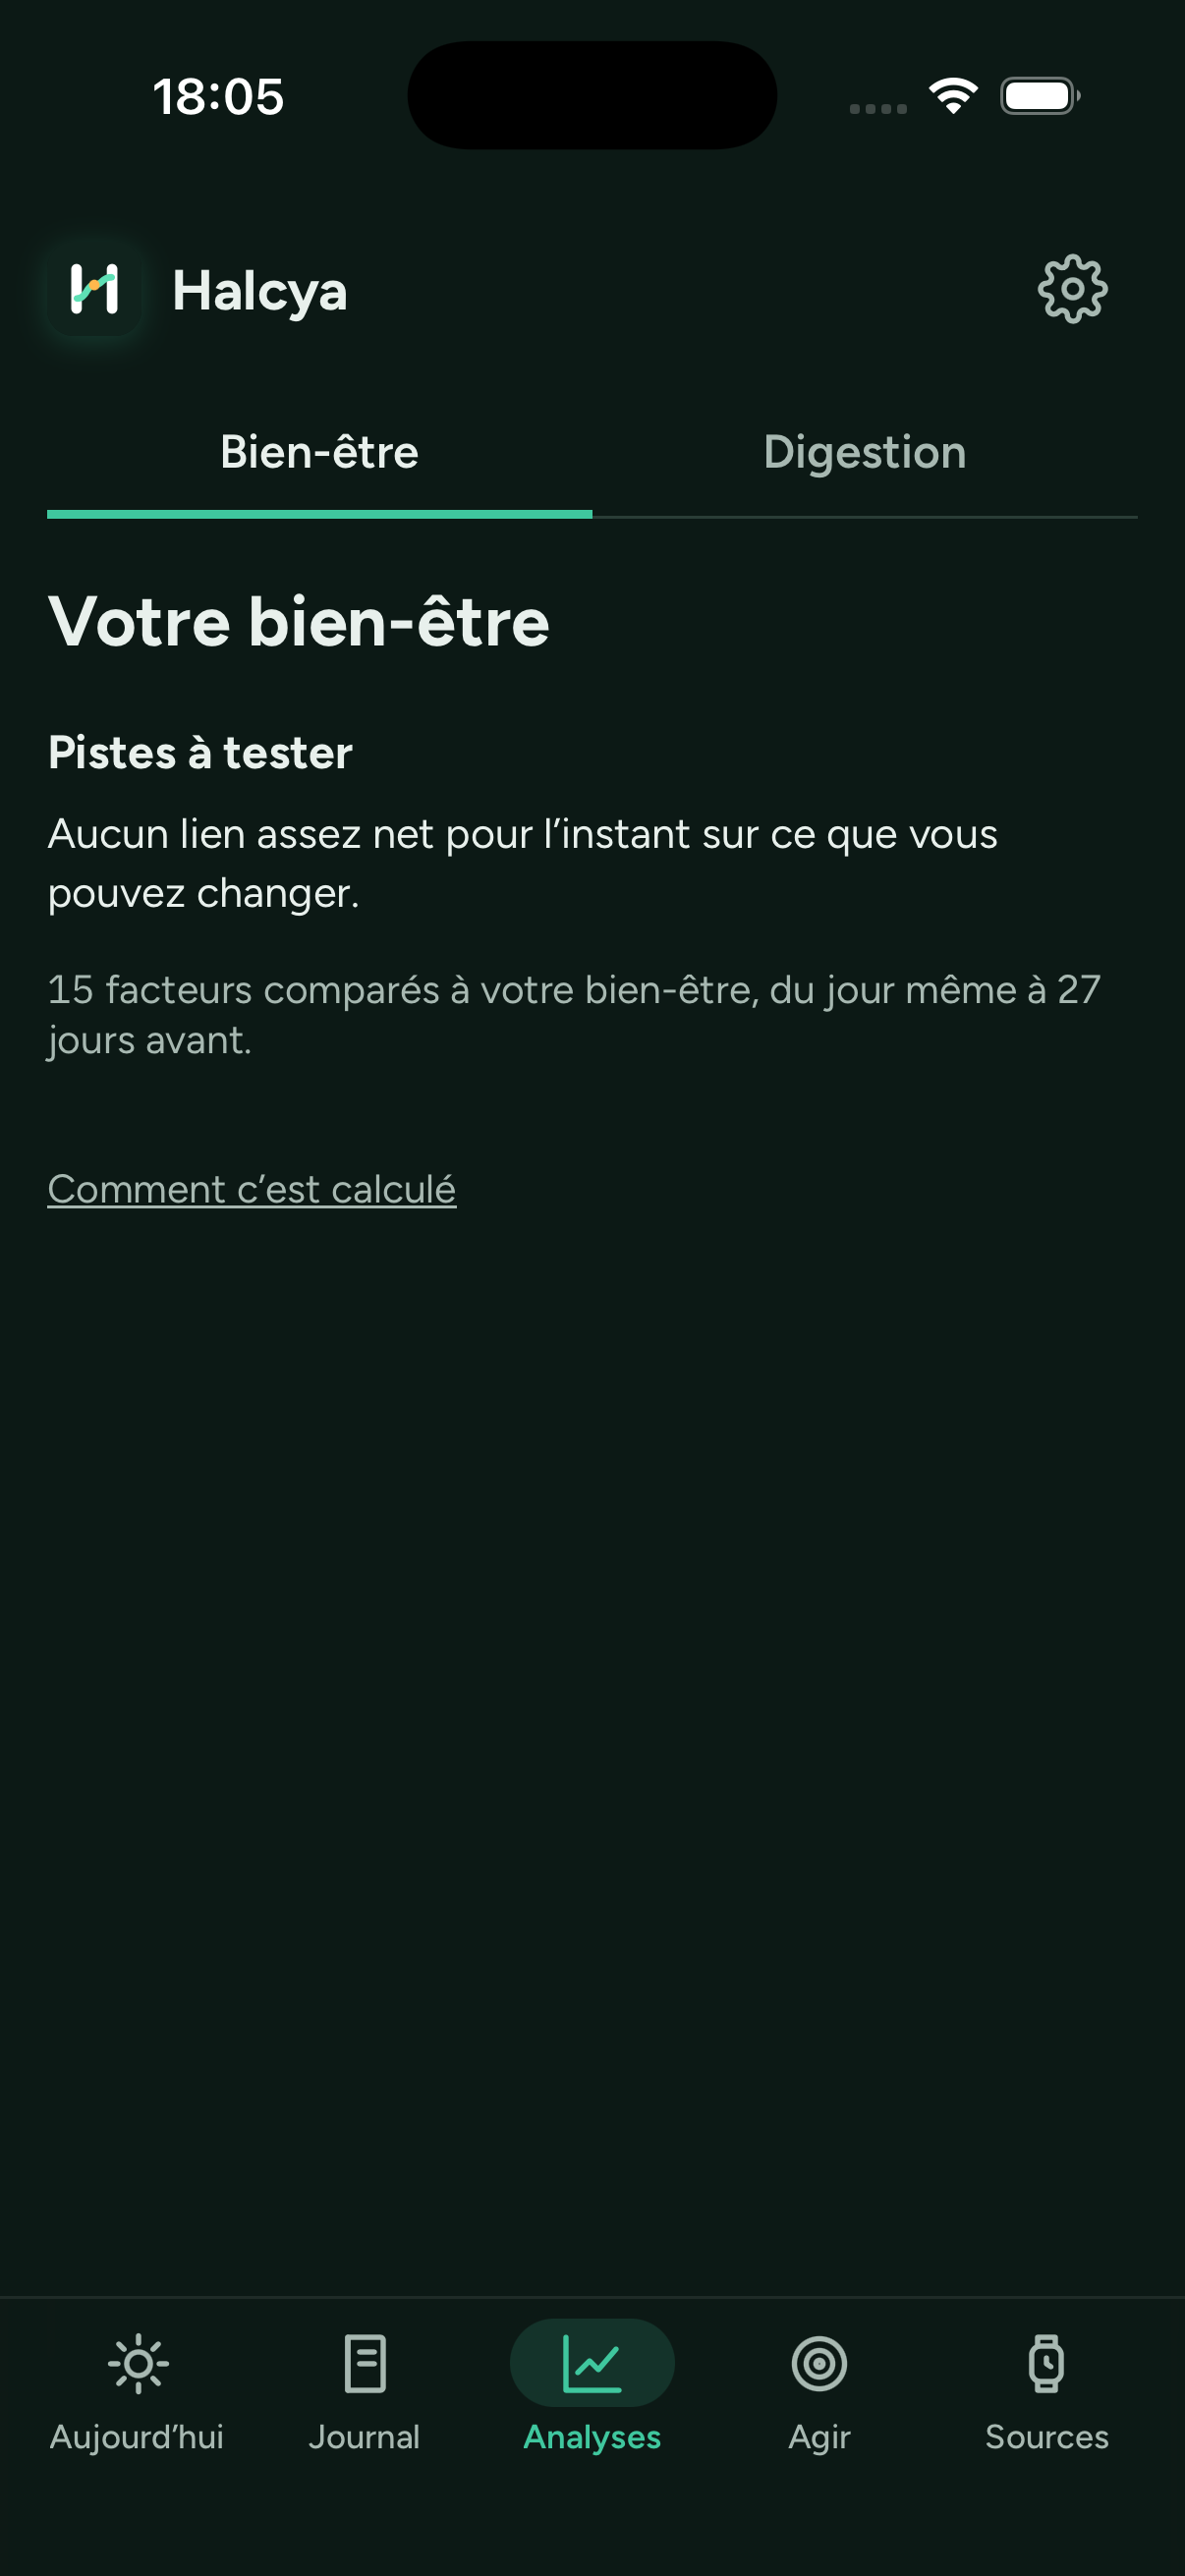 18:05
Halcya
Bien-être
Digestion
Votre bien-être
Pistes à tester
Aucun lien assez net pour l’instant sur ce que vous
pouvez changer.
15 facteurs comparés à votre bien-être, du jour même à 27
jours avant.
Comment c’est calculé
Aujourd’hui
Journal
Analyses
Agir
Sources